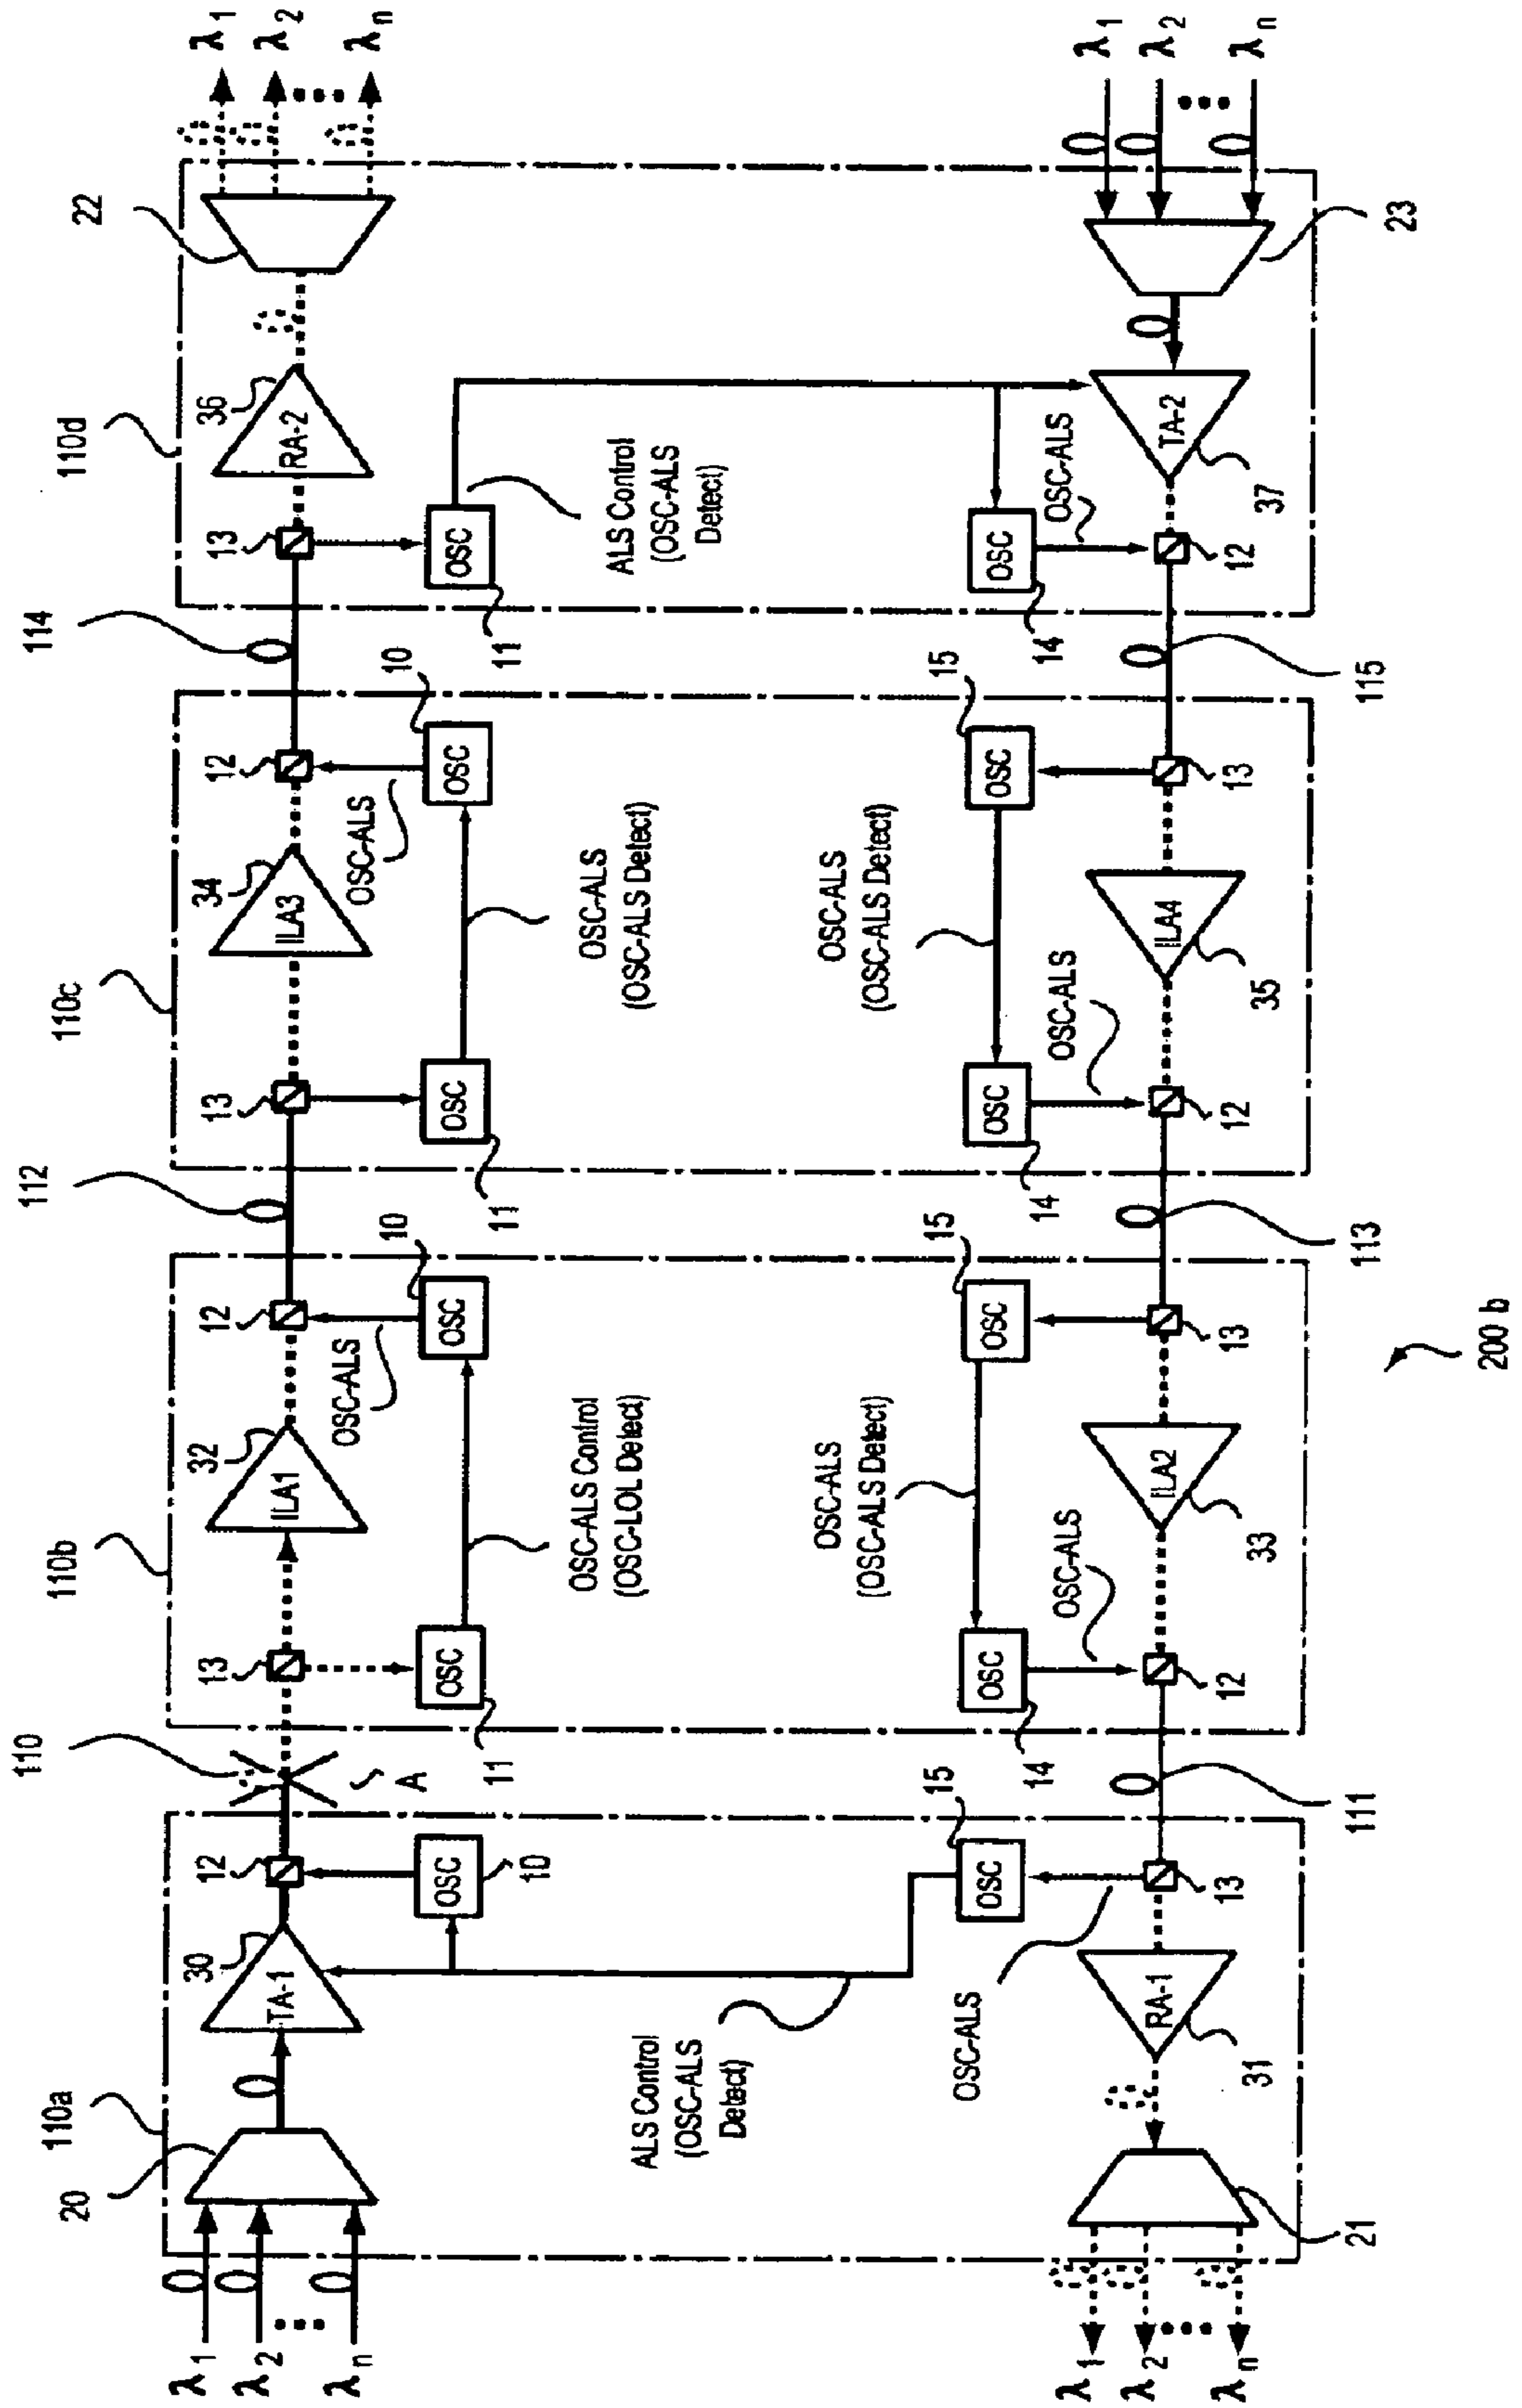 110a
20
λ1
λ2
λn
TA-1
30
12
OSC
10
110
A
110b
13
OSC
11
ILA1
32
12
OSC-ALS
OSC
10
OSC-ALS Control
(OSC-LOL Detect)
112
110c
13
OSC
11
ILA3
34
12
OSC-ALS
OSC
10
OSC-ALS
(OSC-ALS Detect)
114
110d
13
OSC
11
RA-2
36
22
λ1
λ2
λn
ALS Control
(OSC-ALS
Detect)
ALS Control
(OSC-ALS
Detect)
λ1
λ2
λn
21
RA-1
31
OSC-ALS
OSC
15
13
111
OSC
14
12
OSC-ALS
ILA2
33
OSC-ALS
(OSC-ALS Detect)
OSC
15
13
113
OSC
14
12
OSC-ALS
ILA4
35
OSC-ALS
(OSC-ALS Detect)
OSC
15
13
115
OSC
14
12
OSC-ALS
TA-2
37
23
λ1
λ2
λn
200 b